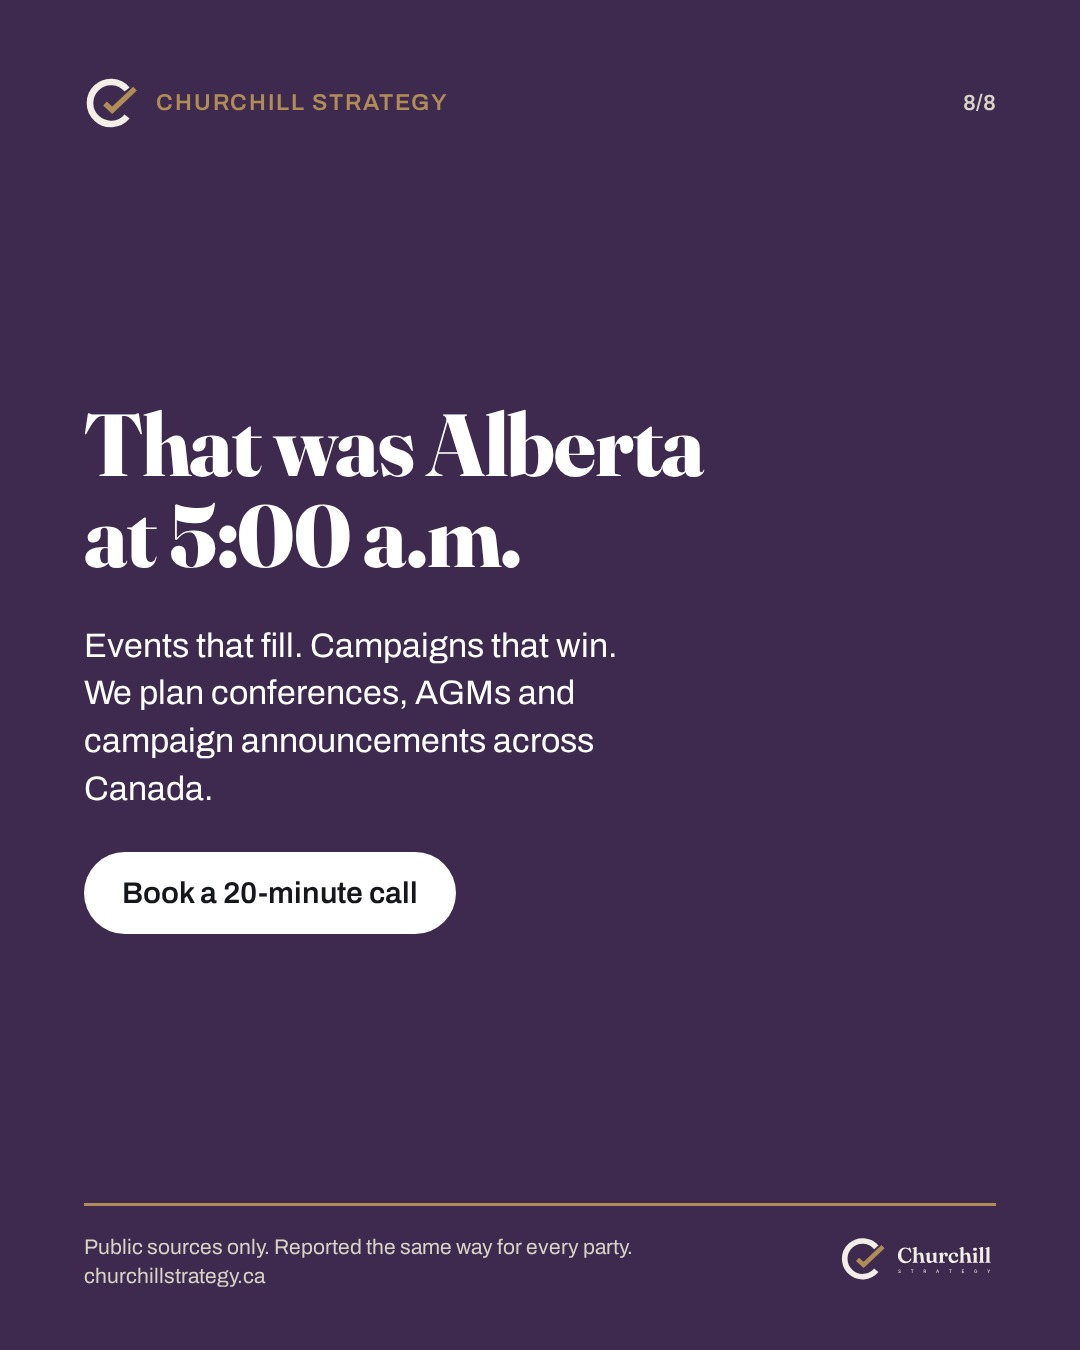 CHURCHILL STRATEGY
8/8
That was Alberta
at 5:00 a.m.
Events that fill. Campaigns that win.
We plan conferences, AGMs and
campaign announcements across
Canada.
Book a 20-minute call
Public sources only. Reported the same way for every party.
churchillstrategy.ca
Churchill
STRATEGY